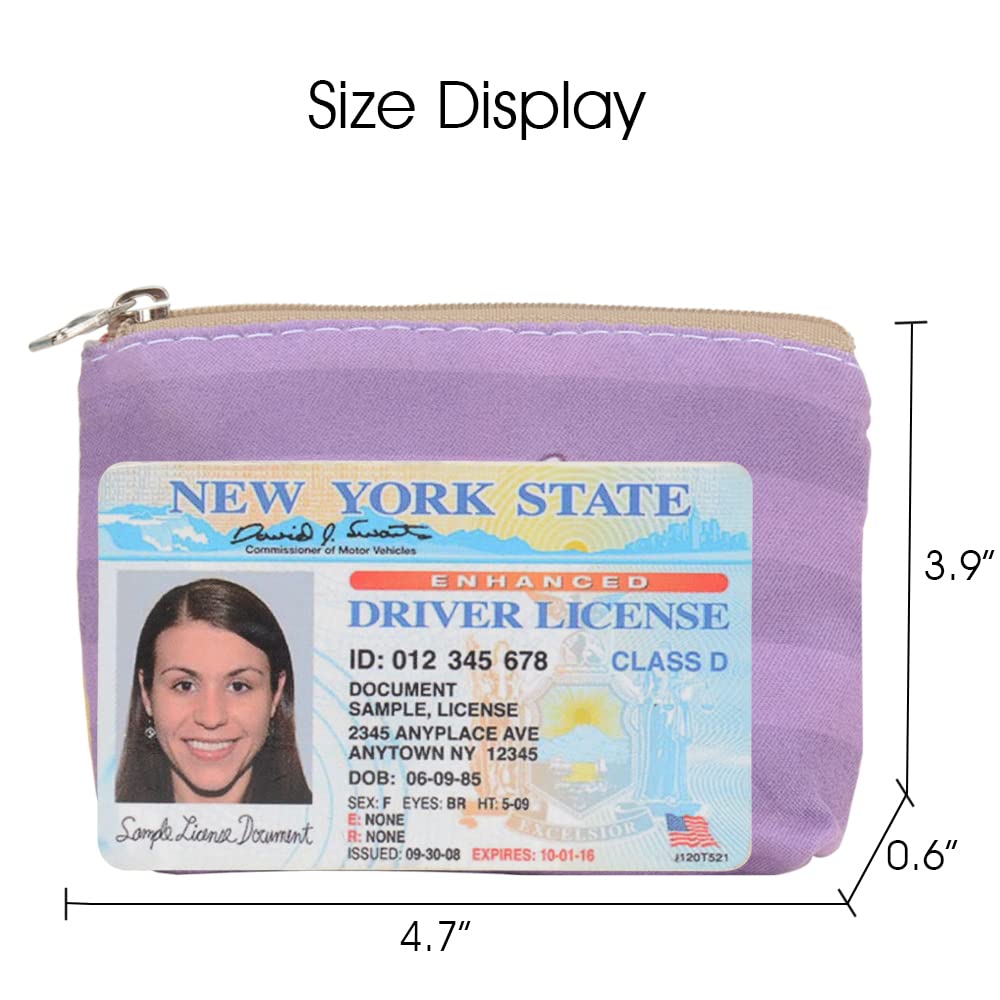 Size Display
NEW YORK STATE
David J. Swarts
Commissioner of Motor Vehicles
ENHANCED
DRIVER LICENSE
ID: 012 345 678 CLASS D
DOCUMENT
SAMPLE, LICENSE
2345 ANYPLACE AVE
ANYTOWN NY 12345
DOB: 06-09-85
SEX: F EYES: BR HT: 5-09
E: NONE
R: NONE
ISSUED: 09-30-08 EXPIRES: 10-01-16
Sample License Document
EXCELSIOR
J120T521
3.9"
0.6"
4.7"